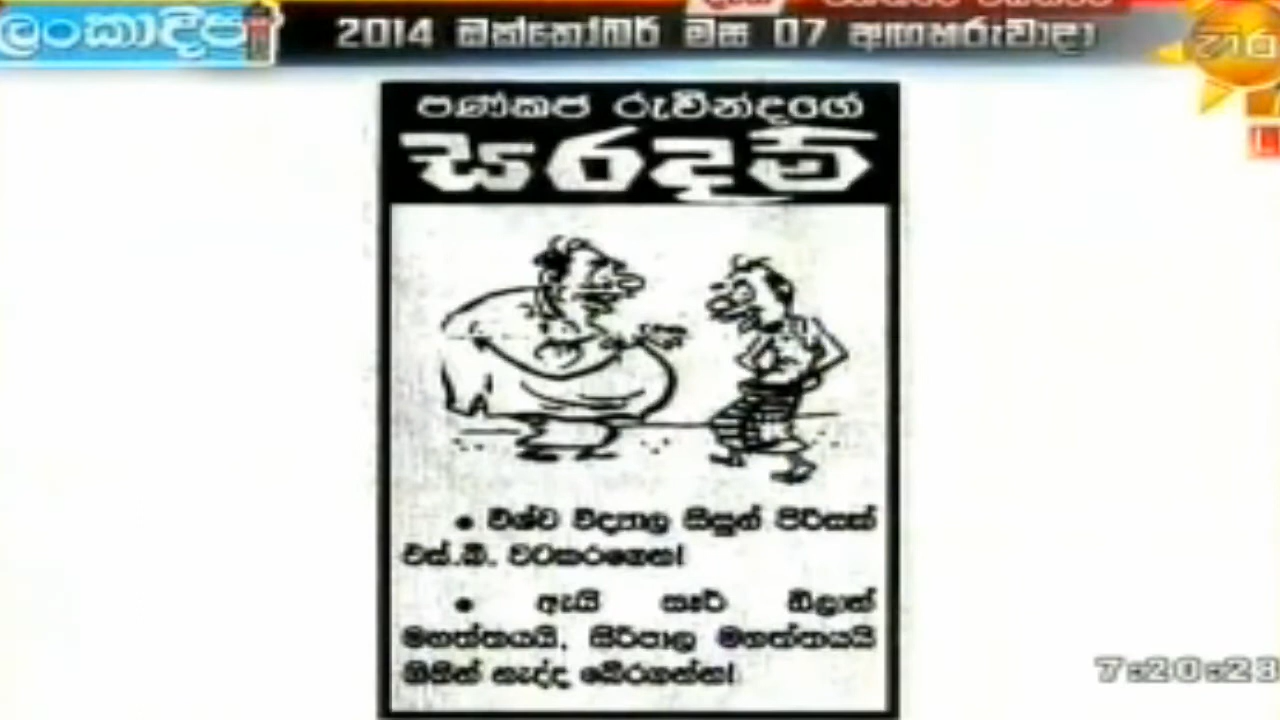 ලංකාදීප
2014 ඔක්තෝබර් මස 07 අඟහරුවාදා
පණ්කජ රුවින්දගේ
සරදම්
• විශ්ව විද්‍යාල සිසුන් පිරිසක්
එස්.බී. වටකරගෙන!
• ඇයි සෑර් ඩිලාන්
මහත්තයයි, සිරිපාල මහත්තයයි
බේරගන්න!
7:20:23